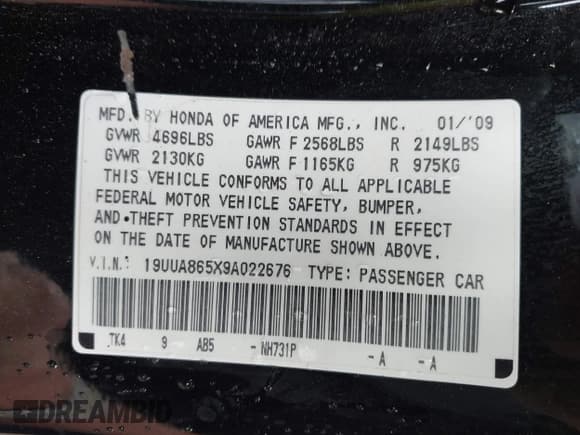 MFD. BY HONDA OF AMERICA MFG., INC. 01/'09
GVWR 4696LBS GAWR F 2568LBS R 2149LBS
GVWR 2130KG GAWR F 1165KG R 975KG
THIS VEHICLE CONFORMS TO ALL APPLICABLE
FEDERAL MOTOR VEHICLE SAFETY, BUMPER,
AND THEFT PREVENTION STANDARDS IN EFFECT
ON THE DATE OF MANUFACTURE SHOWN ABOVE.
V.I.N.: 19UUA865X9A022676 TYPE: PASSENGER CAR
TK4 9 AB5 - NH731P - A - A
DREAMBID